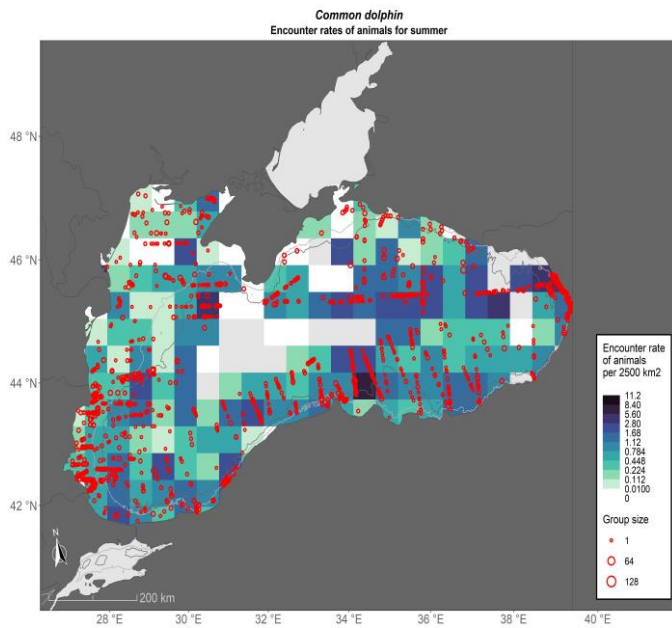 Common dolphin
Encounter rates of animals for summer
48 °N
46 °N
44 °N
42 °N
N
200 km
28 °E
30 °E
32 °E
34 °E
36 °E
38 °E
40 °E
Encounter rate
of animals
per 2500 km2
11.2
8.40
5.60
2.80
1.68
1.12
0.784
0.448
0.224
0.112
0.0100
0
Group size
1
64
128